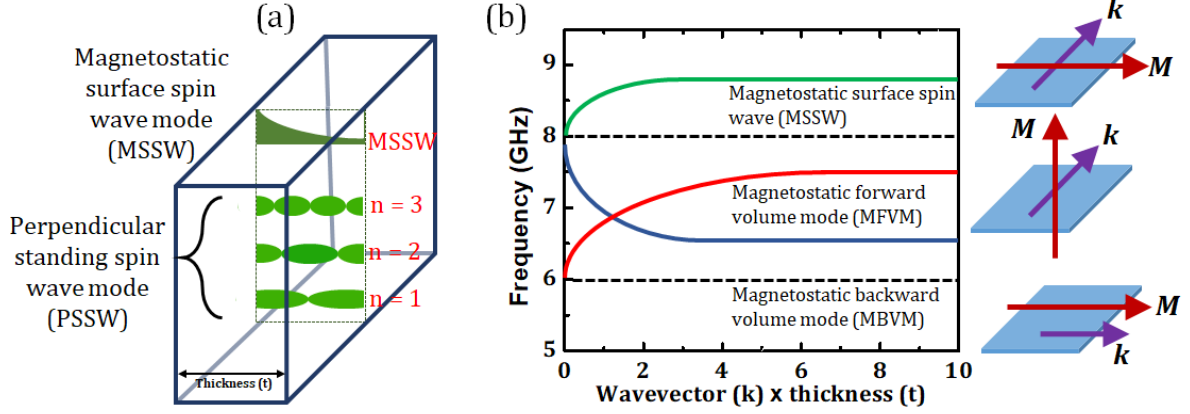 (a)
Magnetostatic
surface spin
wave mode
(MSSW)
MSSW
Perpendicular
standing spin
wave mode
(PSSW)
n = 3
n = 2
n = 1
Thickness (t)
(b)
Frequency (GHz)
9
8
7
6
5
Magnetostatic surface spin
wave (MSSW)
Magnetostatic forward
volume mode (MFVM)
Magnetostatic backward
volume mode (MBVM)
0 2 4 6 8 10
Wavevector (k) x thickness (t)
k
M
M
k
M
k